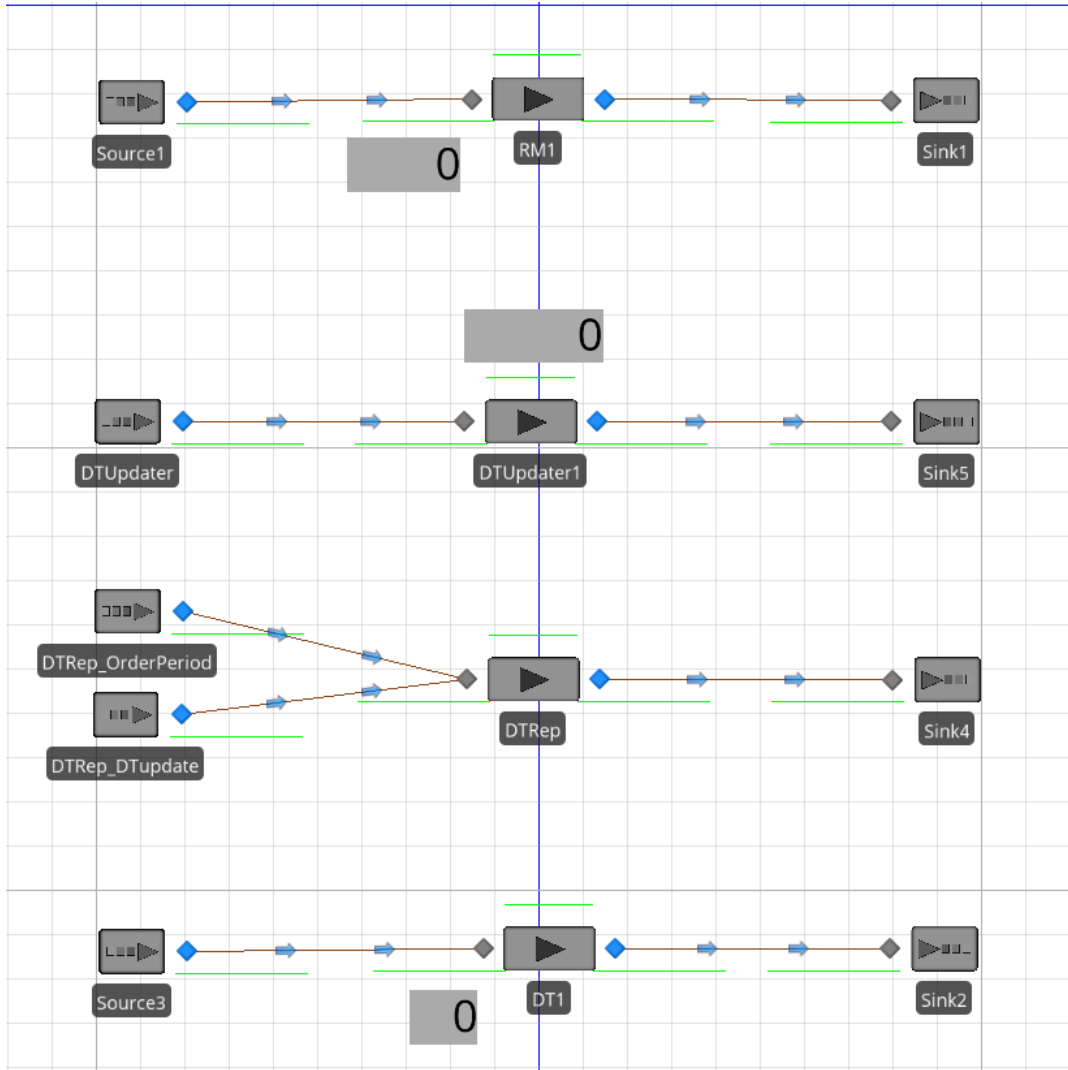 Source1
RM1
Sink1
0
0
DTUpdater
DTUpdater1
Sink5
DTRep_OrderPeriod
DTRep_DTupdate
DTRep
Sink4
Source3
DT1
Sink2
0